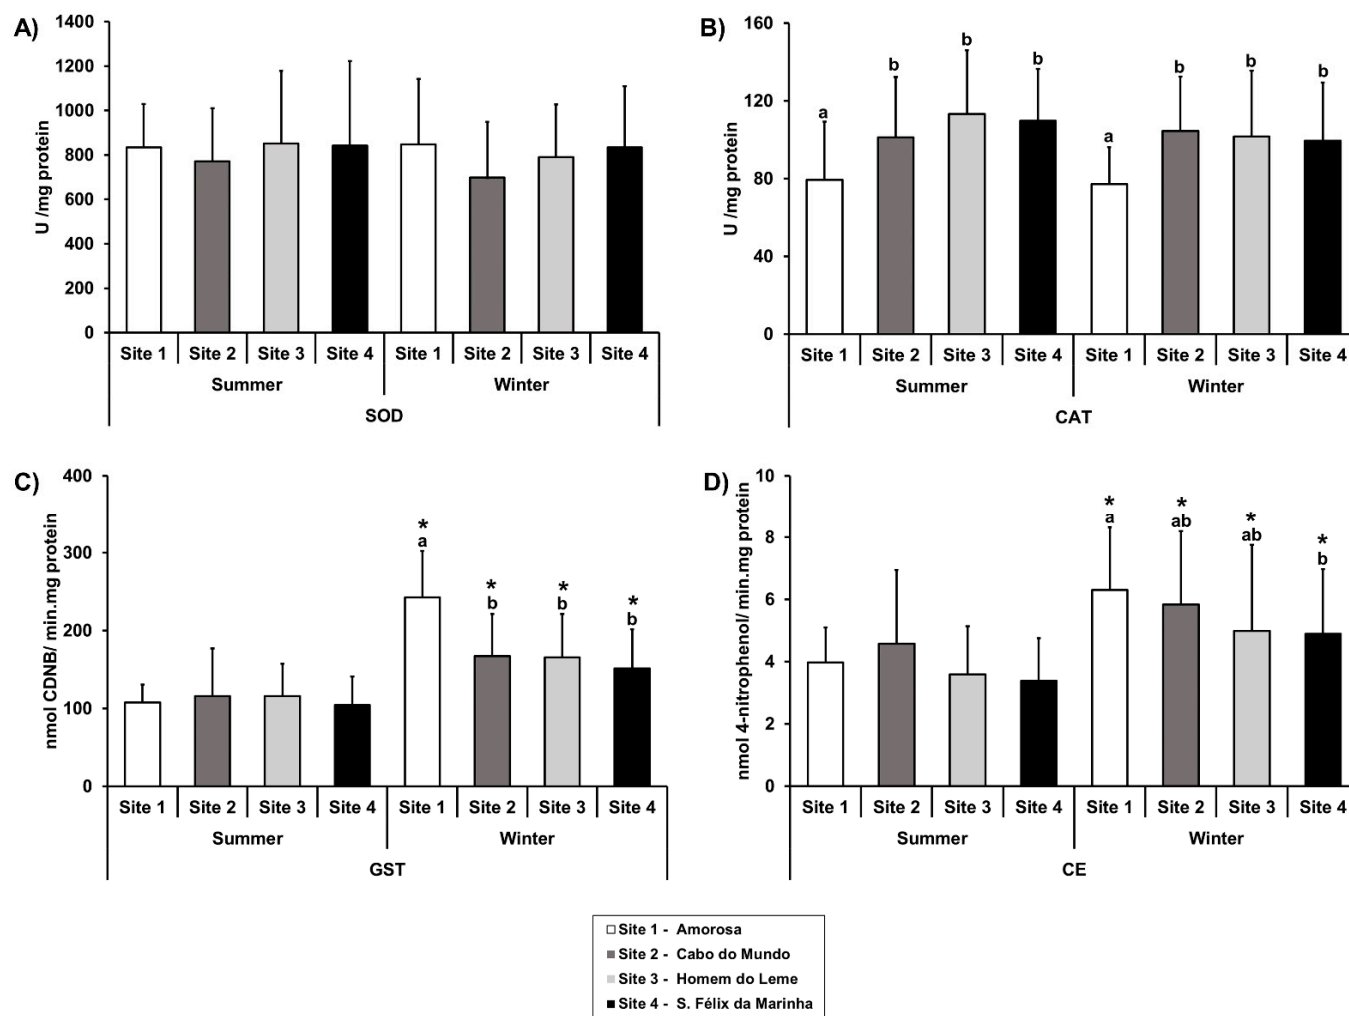 A)
U /mg protein
1400
1200
1000
800
600
400
200
0
Site 1 Site 2 Site 3 Site 4 Site 1 Site 2 Site 3 Site 4
Summer Winter
SOD
B)
U /mg protein
160
120
80
40
0
a b b b a b b b
Site 1 Site 2 Site 3 Site 4 Site 1 Site 2 Site 3 Site 4
Summer Winter
CAT
C)
nmol CDNB/ min.mg protein
400
300
200
100
0
* * * *
a b b b
Site 1 Site 2 Site 3 Site 4 Site 1 Site 2 Site 3 Site 4
Summer Winter
GST
D)
nmol 4-nitrophenol/ min.mg protein
10
8
6
4
2
0
* * * *
a ab ab b
Site 1 Site 2 Site 3 Site 4 Site 1 Site 2 Site 3 Site 4
Summer Winter
CE
Site 1 - Amorosa
Site 2 - Cabo do Mundo
Site 3 - Homem do Leme
Site 4 - S. Félix da Marinha